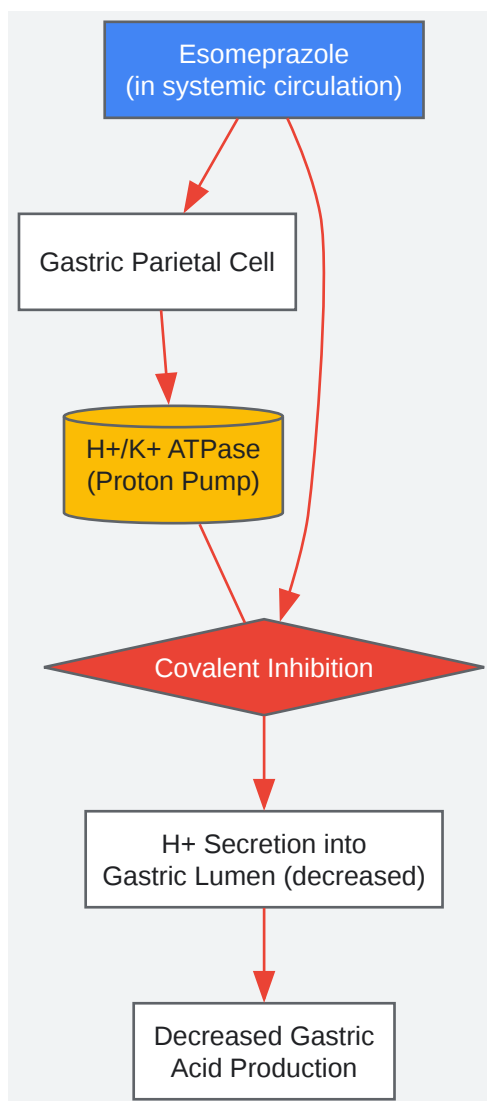 Esomeprazole
(in systemic circulation)
Gastric Parietal Cell
H+/K+ ATPase
(Proton Pump)
Covalent Inhibition
H+ Secretion into
Gastric Lumen (decreased)
Decreased Gastric
Acid Production